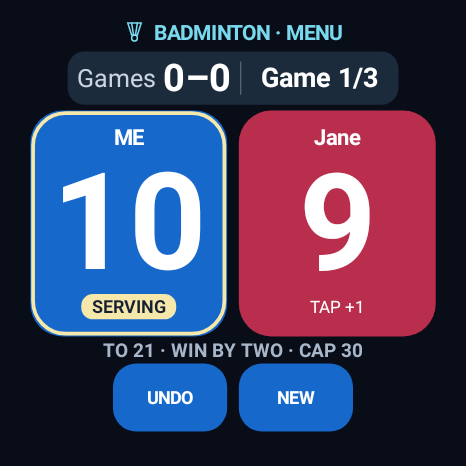 BADMINTON · MENU
Games 0–0 Game 1/3
ME
10
SERVING
Jane
9
TAP +1
TO 21 · WIN BY TWO · CAP 30
UNDO
NEW